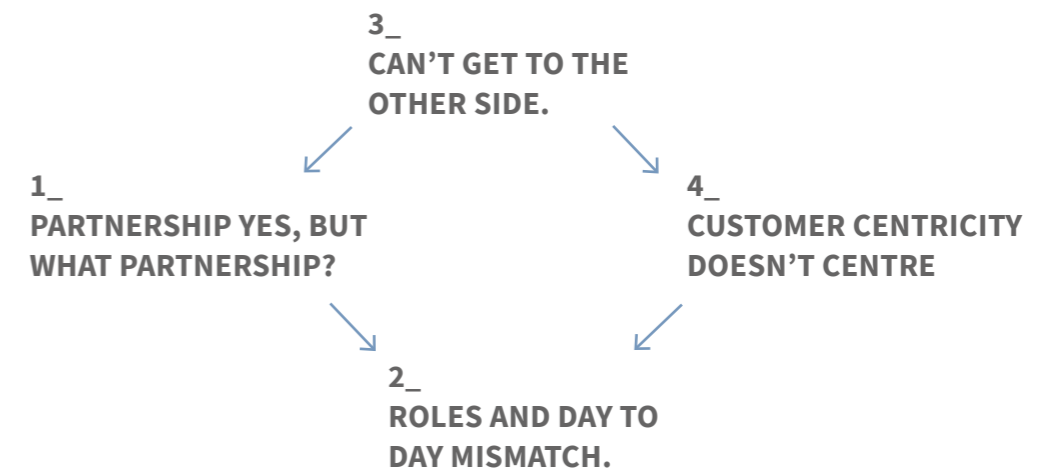 3_
CAN’T GET TO THE
OTHER SIDE.
1_
PARTNERSHIP YES, BUT
WHAT PARTNERSHIP?
4_
CUSTOMER CENTRICITY
DOESN’T CENTRE
2_
ROLES AND DAY TO
DAY MISMATCH.